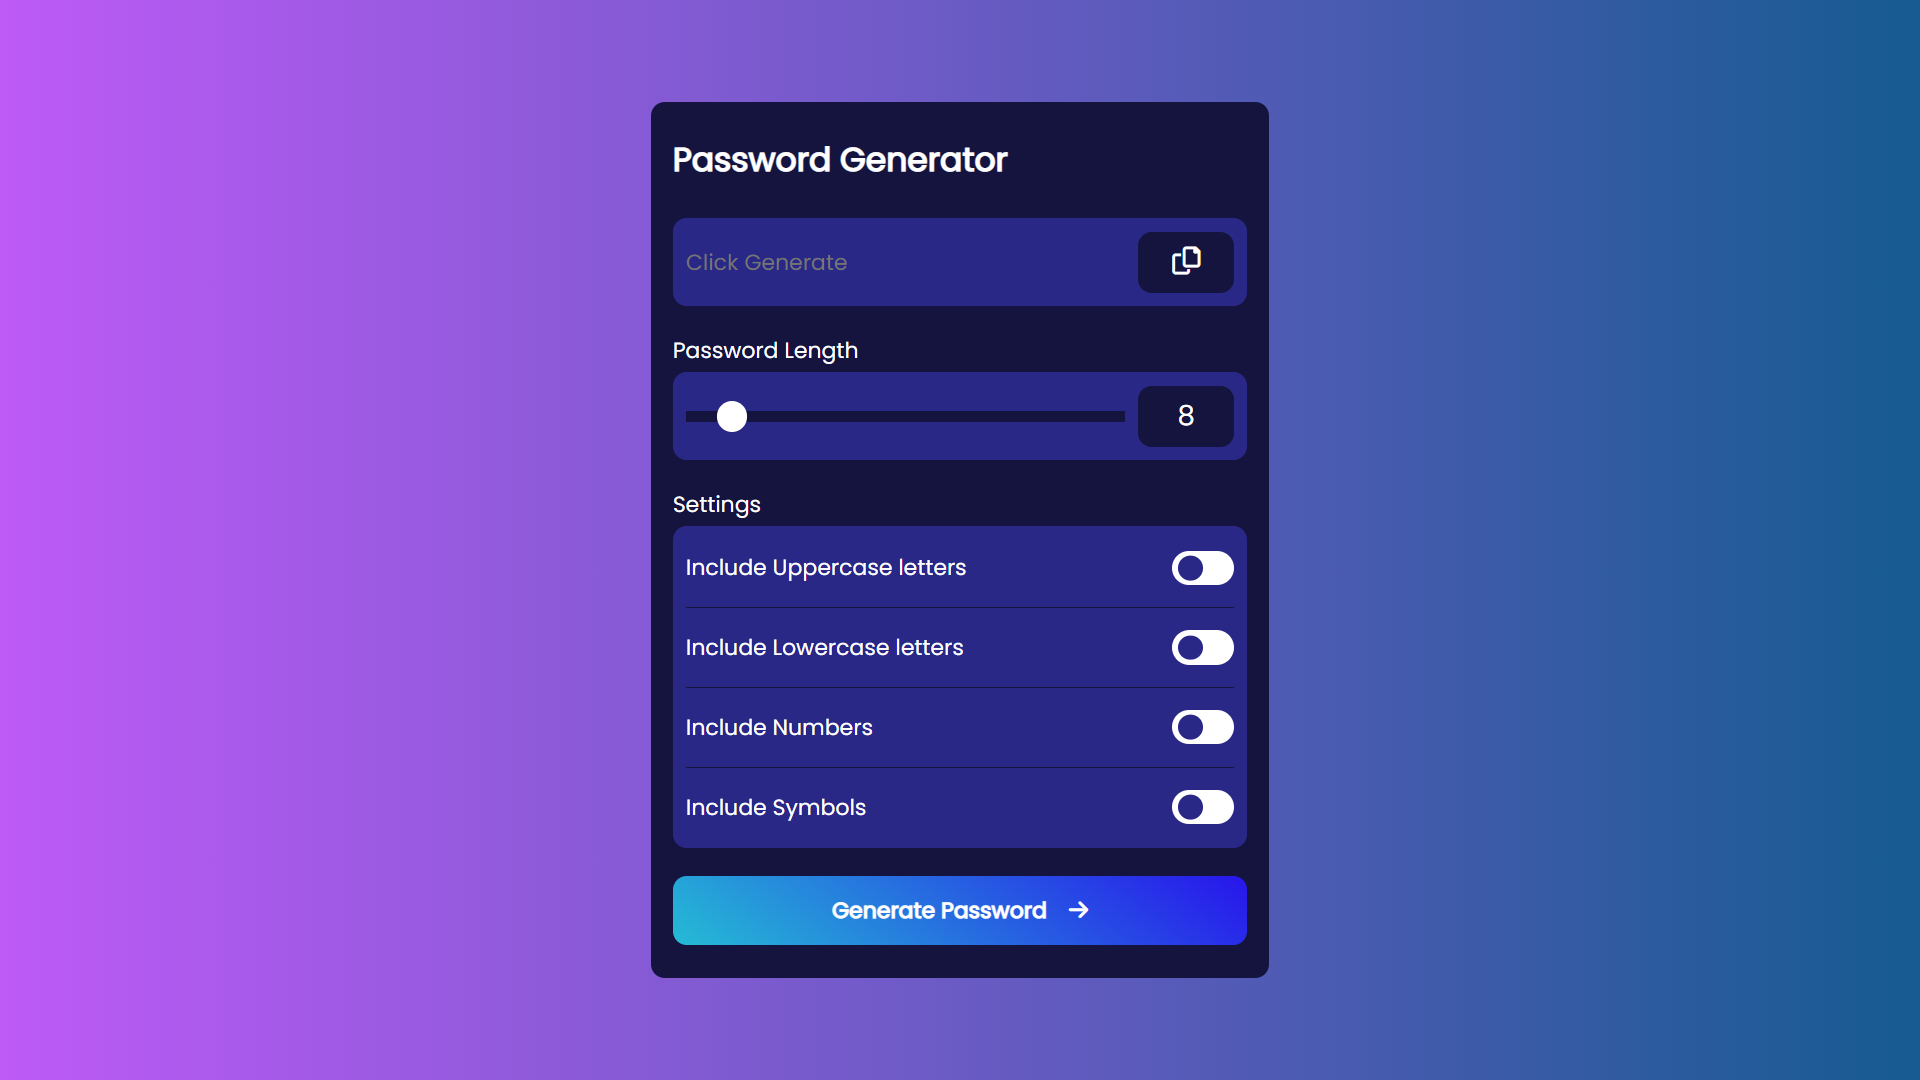 Password Generator
Click Generate
Password Length
8
Settings
Include Uppercase letters
Include Lowercase letters
Include Numbers
Include Symbols
Generate Password